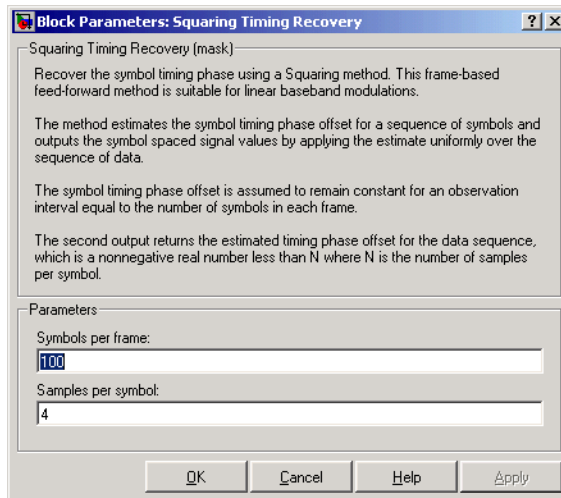 Block Parameters: Squaring Timing Recovery
Squaring Timing Recovery (mask)
Recover the symbol timing phase using a Squaring method. This frame-based
feed-forward method is suitable for linear baseband modulations.
The method estimates the symbol timing phase offset for a sequence of symbols and
outputs the symbol spaced signal values by applying the estimate uniformly over the
sequence of data.
The symbol timing phase offset is assumed to remain constant for an observation
interval equal to the number of symbols in each frame.
The second output returns the estimated timing phase offset for the data sequence,
which is a nonnegative real number less than N where N is the number of samples
per symbol.
Parameters
Symbols per frame:
100
Samples per symbol:
4
OK Cancel Help Apply